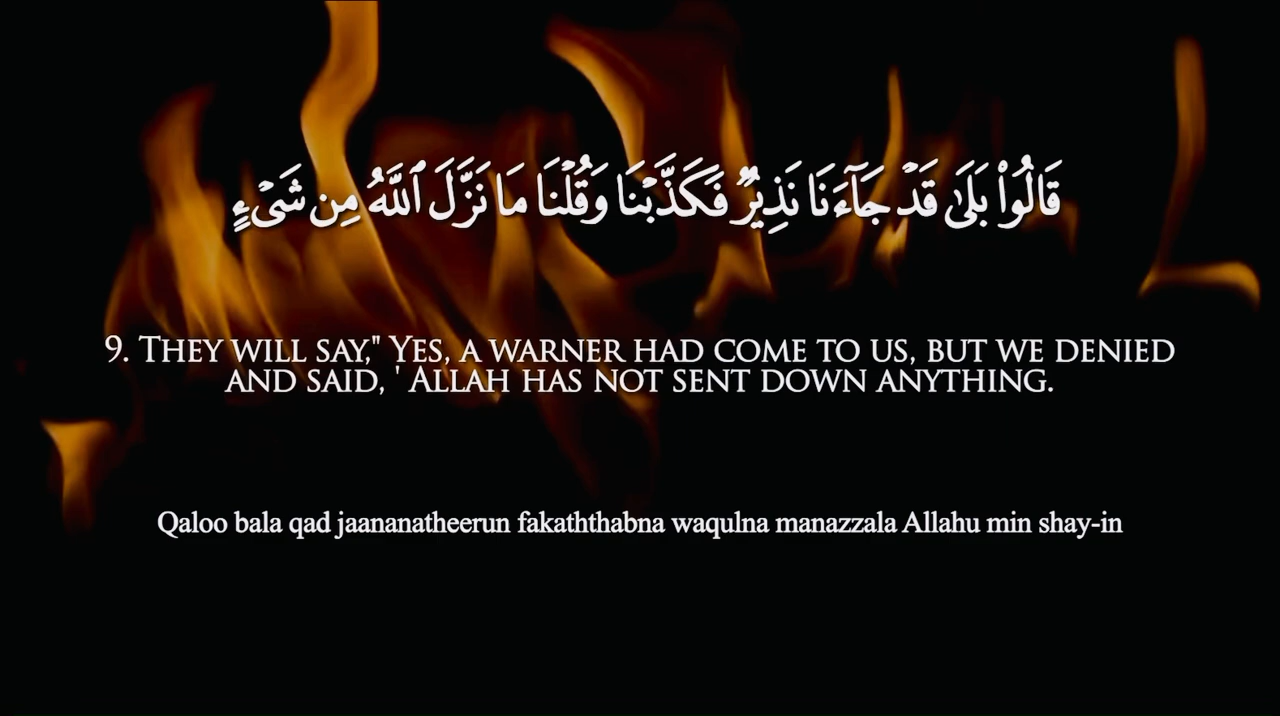 قَالُوا۟ بَلَىٰ قَدْ جَآءَنَا نَذِيرٌۭ فَكَذَّبْنَا وَقُلْنَا مَا نَزَّلَ ٱللَّهُ مِن شَىْءٍ
9. They will say," Yes, a warner had come to us, but we denied
and said, ' Allah has not sent down anything.
Qaloo bala qad jaananatheerun fakaththabna waqulna manazzala Allahu min shay-in